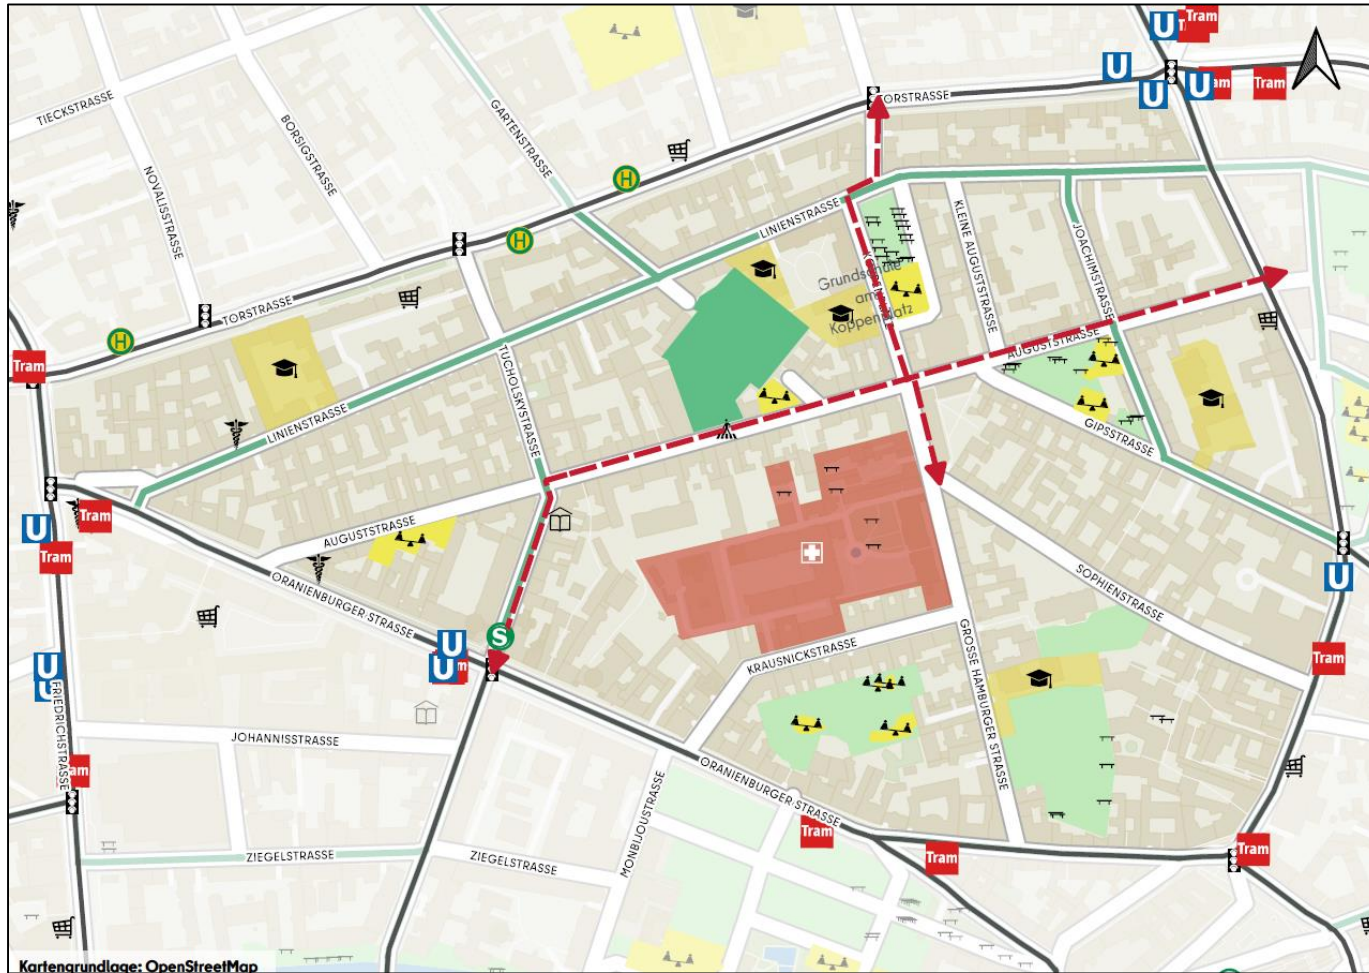 U
Tram
U
U
U
Tram
Tram
TORSTRASSE
TIECKSTRASSE
BORSIGSTRASSE
GARTENSTRASSE
NOVALISSTRASSE
H
H
H
LINIENSTRASSE
KLEINE AUGUSTSTRASSE
JOACHIMSTRASSE
Grundschule
am
Koppenplatz
TORSTRASSE
Tram
AUGUSTSTRASSE
TUCHOLSKYSTRASSE
LINIENSTRASSE
GIPSSTRASSE
Tram
U
Tram
AUGUSTSTRASSE
ORANIENBURGER STRASSE
SOPHIENSTRASSE
U
S
U
U
U
FRIEDRICHSTRASSE
KRAUSNICKSTRASSE
GROSSE HAMBURGER STRASSE
Tram
JOHANNISSTRASSE
ORANIENBURGER STRASSE
MONBIJOUSTRASSE
ZIEGELSTRASSE
ZIEGELSTRASSE
Tram
Tram
Tram
Kartengrundlage: OpenStreetMap